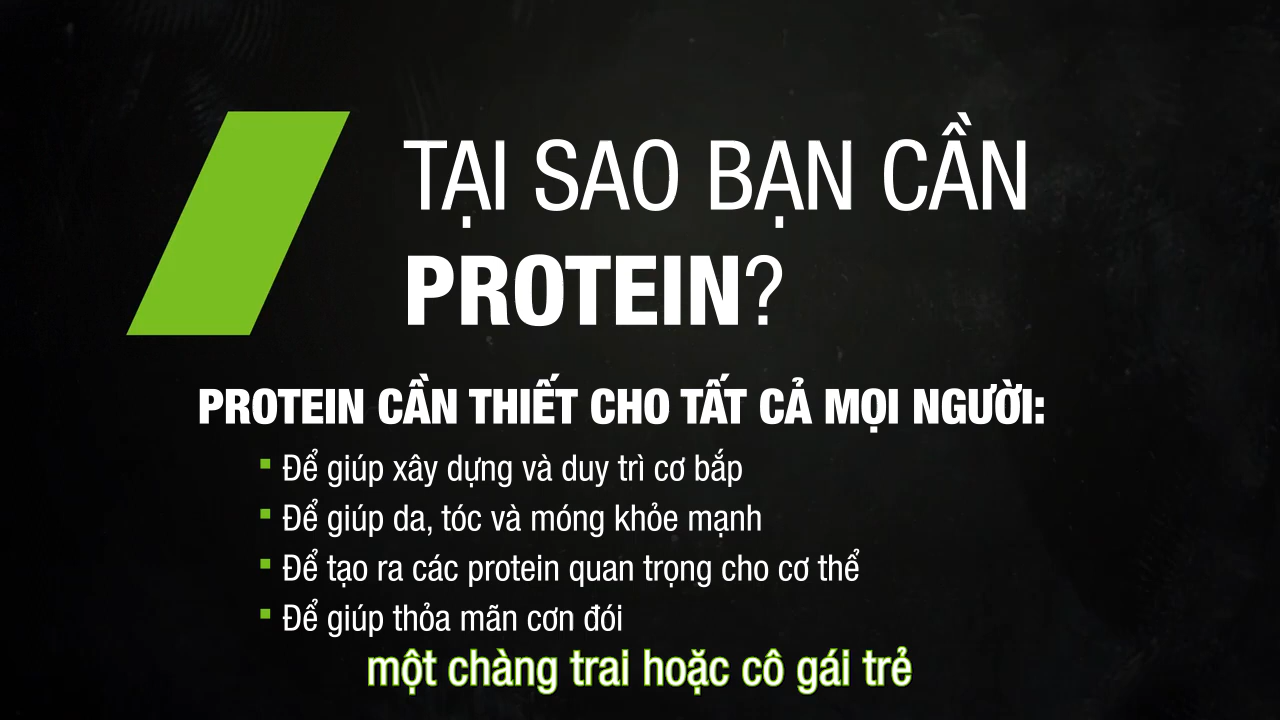 TẠI SAO BẠN CẦN
PROTEIN?
PROTEIN CẦN THIẾT CHO TẤT CẢ MỌI NGƯỜI:
▪ Để giúp xây dựng và duy trì cơ bắp
▪ Để giúp da, tóc và móng khỏe mạnh
▪ Để tạo ra các protein quan trọng cho cơ thể
▪ Để giúp thỏa mãn cơn đói
một chàng trai hoặc cô gái trẻ